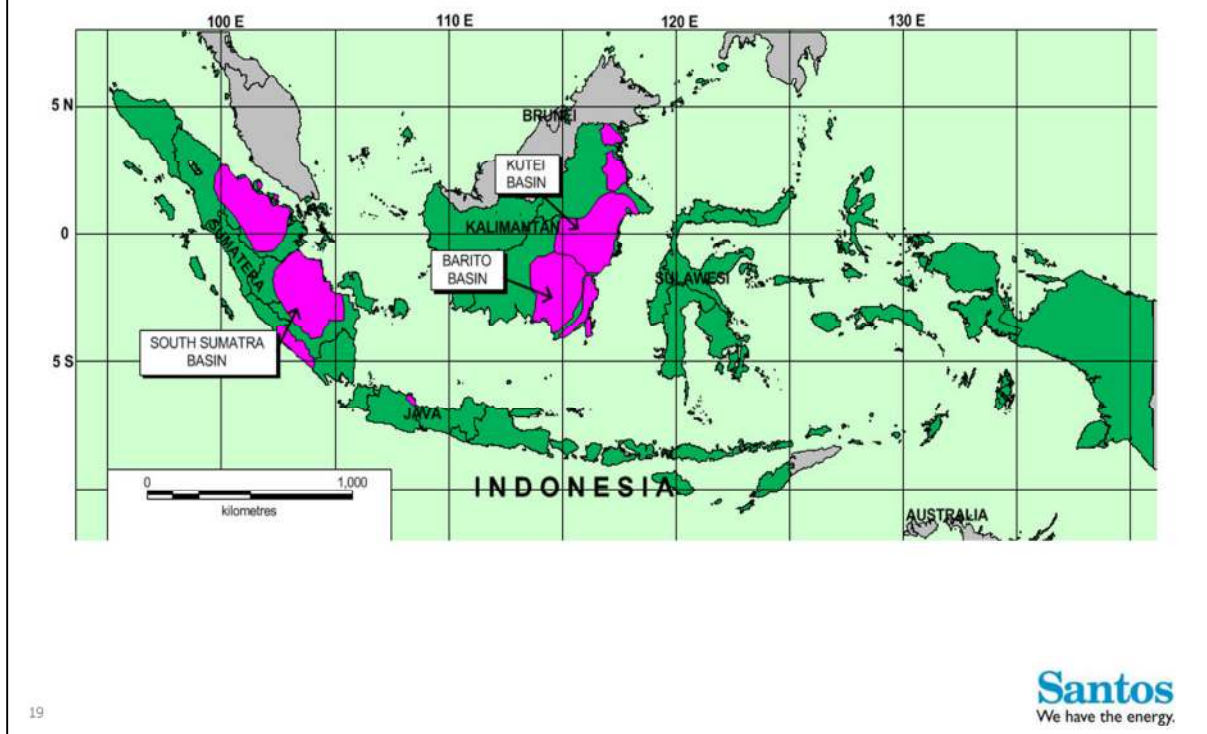 100 E
110 E
120 E
130 E
5 N
BRUNEI
KUTEI
BASIN
KALIMANTAN
0
SUMATERA
BARITO
BASIN
SULAWESI
SOUTH SUMATRA
BASIN
5 S
JAVA
INDONESIA
0
1,000
kilometres
AUSTRALIA
Santos
We have the energy.
19